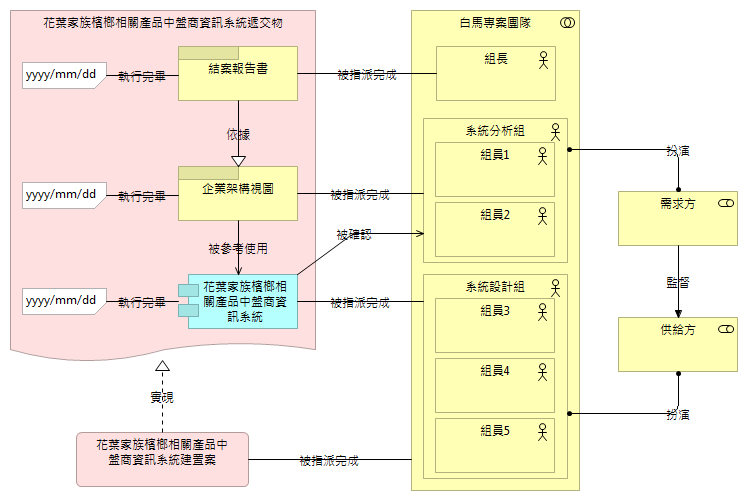 花葉家族檳榔相關產品中盤商資訊系統遞交物
白馬專案團隊
yyyy/mm/dd
執行完畢
結案報告書
被指派完成
組長
依據
系統分析組
組員1
組員2
扮演
yyyy/mm/dd
執行完畢
企業架構視圖
被指派完成
需求方
被參考使用
被確認
監督
yyyy/mm/dd
執行完畢
花葉家族檳榔相
關產品中盤商資
訊系統
被指派完成
系統設計組
組員3
組員4
組員5
供給方
扮演
實現
花葉家族檳榔相關產品中
盤商資訊系統建置案
被指派完成